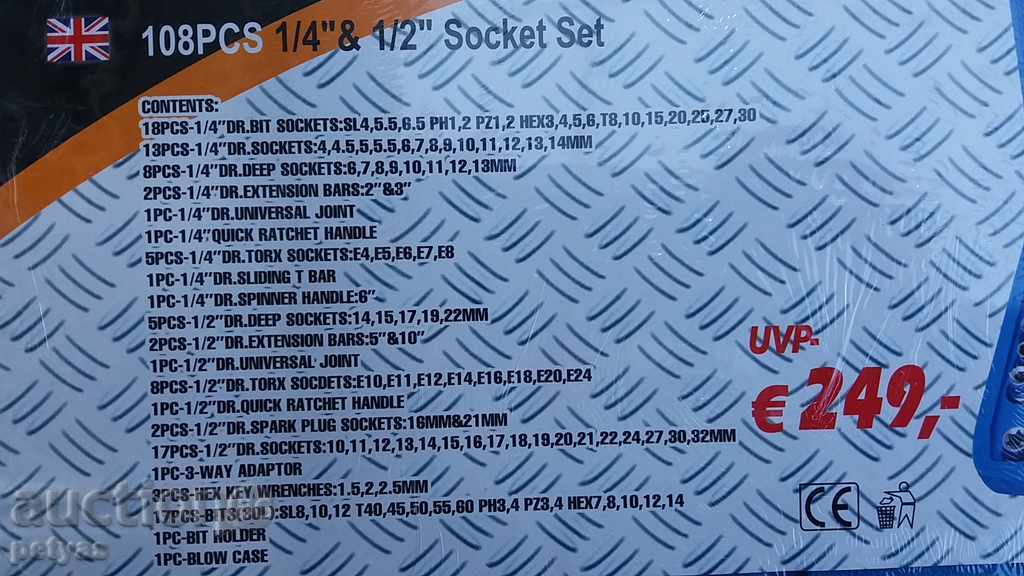 108PCS 1/4"& 1/2" Socket Set
CONTENTS:
18PCS-1/4"DR.BIT SOCKETS:SL4,5.5,6.5 PH1,2 PZ1,2 HEX3,4,5,6,T8,10,15,20,25,27,30
13PCS-1/4"DR.SOCKETS:4,4.5,5,5.5,6,7,8,9,10,11,12,13,14MM
8PCS-1/4"DR.DEEP SOCKETS:6,7,8,9,10,11,12,13MM
2PCS-1/4"DR.EXTENSION BARS:2"&3"
1PC-1/4"DR.UNIVERSAL JOINT
1PC-1/4"QUICK RATCHET HANDLE
5PCS-1/4"DR.TORX SOCKETS:E4,E5,E6,E7,E8
1PC-1/4"DR.SLIDING T BAR
1PC-1/4"DR.SPINNER HANDLE:6"
5PCS-1/2"DR.DEEP SOCKETS:14,15,17,19,22MM
2PCS-1/2"DR.EXTENSION BARS:5"&10"
1PC-1/2"DR.UNIVERSAL JOINT
8PCS-1/2"DR.TORX SOCDETS:E10,E11,E12,E14,E16,E18,E20,E24
1PC-1/2"DR.QUICK RATCHET HANDLE
2PCS-1/2"DR.SPARK PLUG SOCKETS:16MM&21MM
17PCS-1/2"DR.SOCKETS:10,11,12,13,14,15,16,17,18,19,20,21,22,24,27,30,32MM
1PC-3-WAY ADAPTOR
3PCS-HEX KEY WRENCHES:1.5,2,2.5MM
17PCS-BITS(30L):SL8,10,12 T40,45,50,55,60 PH3,4 PZ3,4 HEX7,8,10,12,14
1PC-BIT HOLDER
1PC-BLOW CASE
UVP-
€ 249,-
CE
petyas